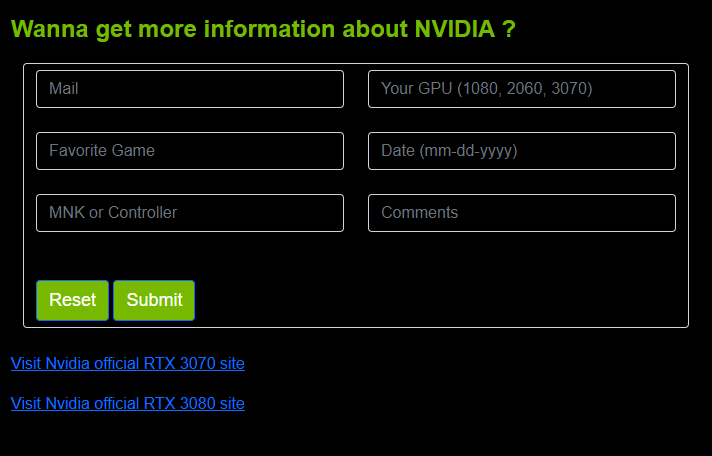 Wanna get more information about NVIDIA ?
Mail
Your GPU (1080, 2060, 3070)
Favorite Game
Date (mm-dd-yyyy)
MNK or Controller
Comments
Reset
Submit
Visit Nvidia official RTX 3070 site
Visit Nvidia official RTX 3080 site